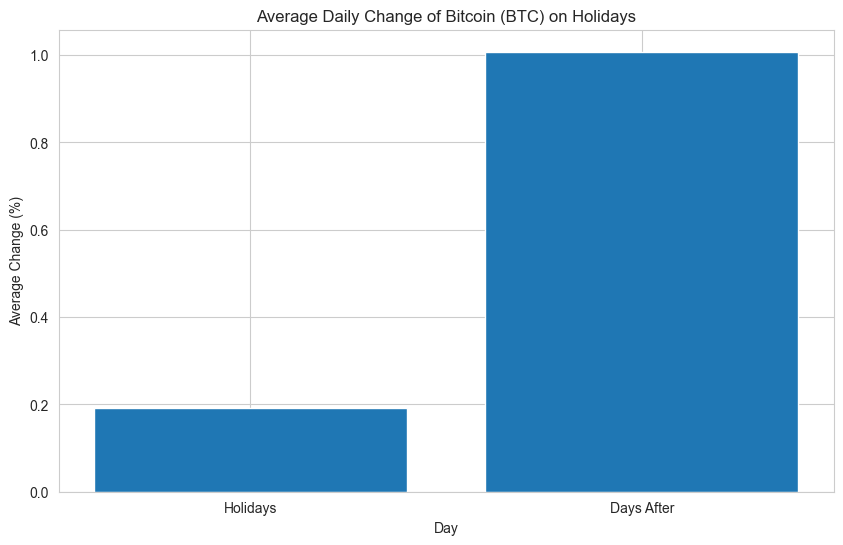 Average Daily Change of Bitcoin (BTC) on Holidays
Average Change (%)
1.0
0.8
0.6
0.4
0.2
0.0
Holidays
Days After
Day